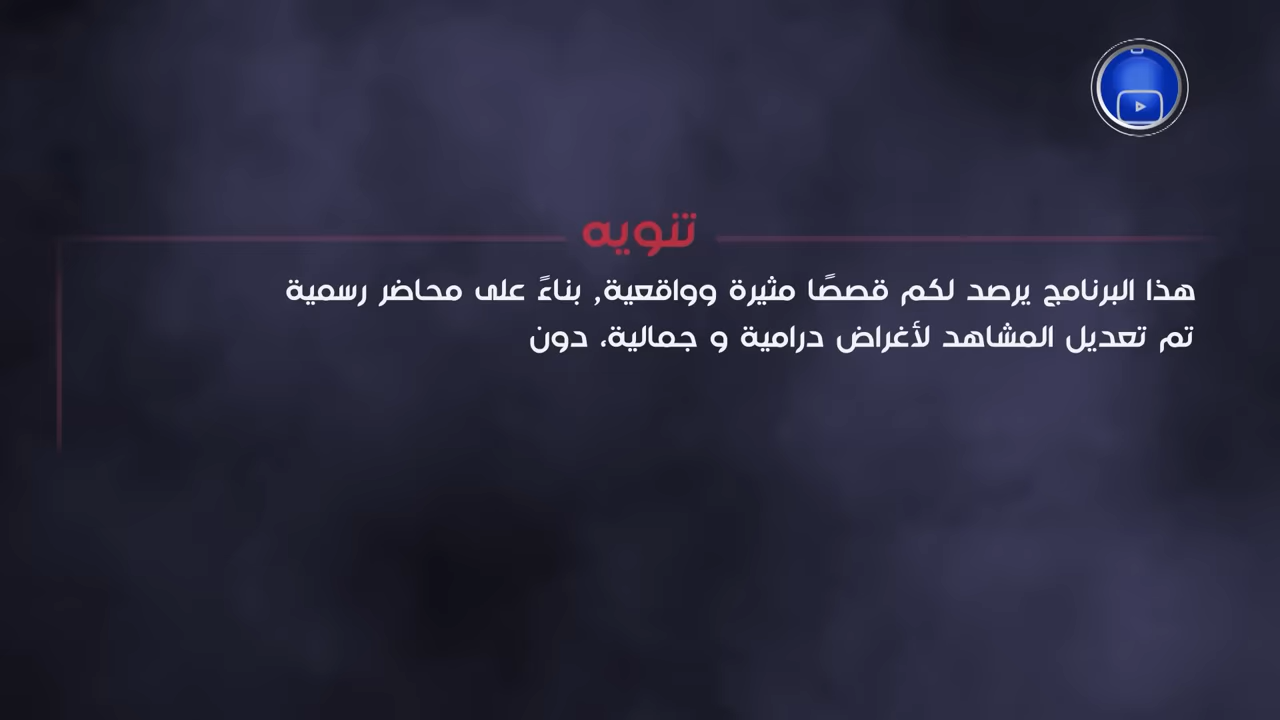 تنويه
هذا البرنامج يرصد لكم قصصًا مثيرة وواقعية, بناءً على محاضر رسمية
تم تعديل المشاهد لأغراض درامية و جمالية، دون